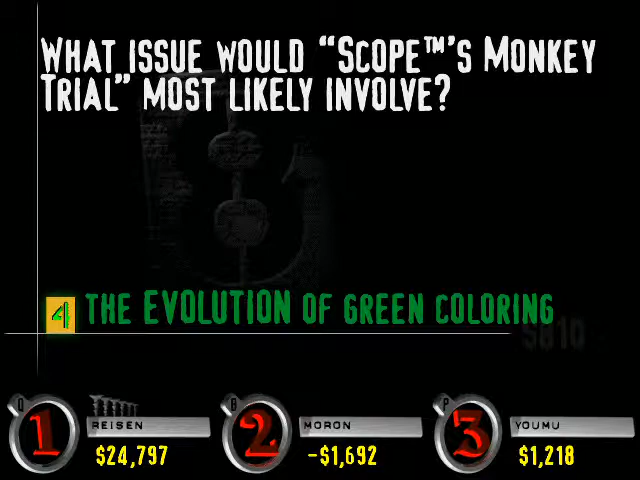 WHAT ISSUE WOULD “SCOPE™’S MONKEY
TRIAL” MOST LIKELY INVOLVE?
4 THE EVOLUTION OF GREEN COLORING
$810
Q B P
1 REISEN 2 MORON 3 YOUMU
$24,797 -$1,692 $1,218